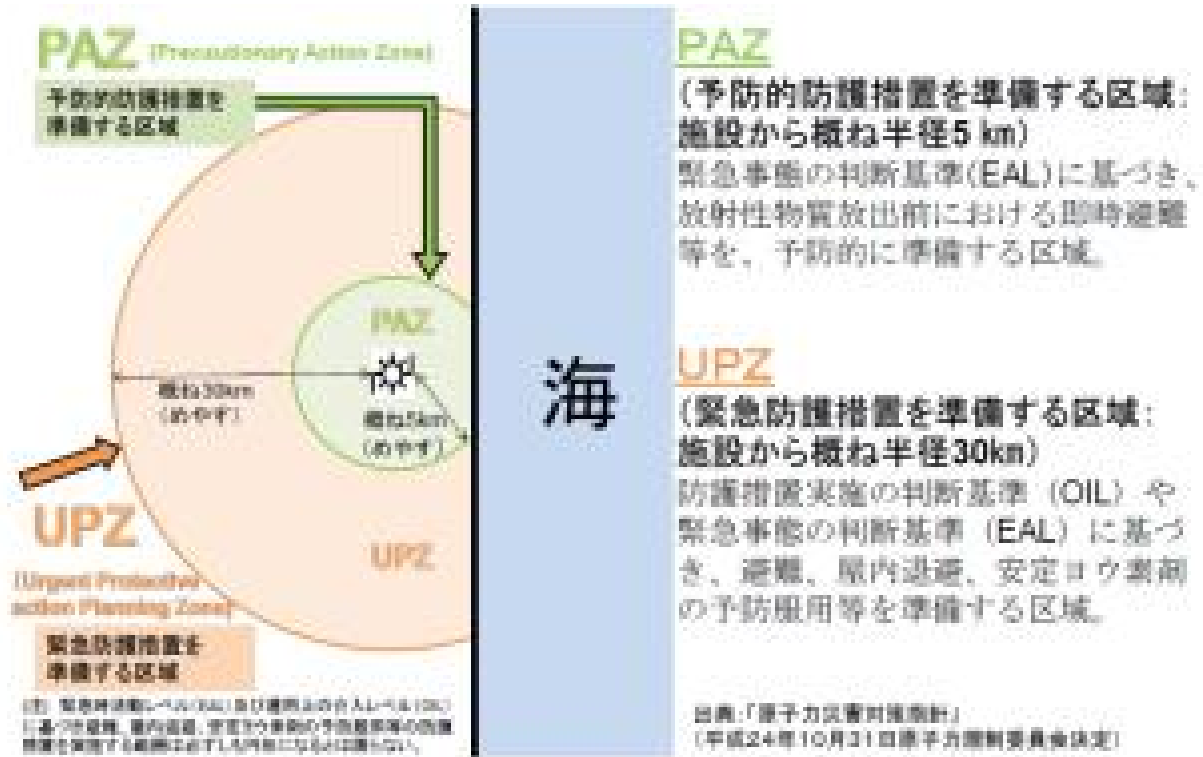 PAZ (Precautionary Action Zone)
予防的防護措置を
準備する区域
PAZ
概ね30km
(めやす)
概ね5km
(めやす)
UPZ
UPZ
(Urgent Protective
action Planning Zone)
緊急防護措置を
準備する区域
海
PAZ
(予防的防護措置を準備する区域:
施設から概ね半径5 km)
緊急事態の判断基準(EAL)に基づき、
放射性物質放出前における即時避難
等を、予防的に準備する区域。
UPZ
(緊急防護措置を準備する区域:
施設から概ね半径30km)
防護措置実施の判断基準 (OIL) や
緊急事態の判断基準 (EAL) に基づ
き、避難、屋内退避、安定ヨウ素剤
の予防服用等を準備する区域。
出典:「原子力災害対策指針」
(平成24年10月31日原子力規制委員会決定)